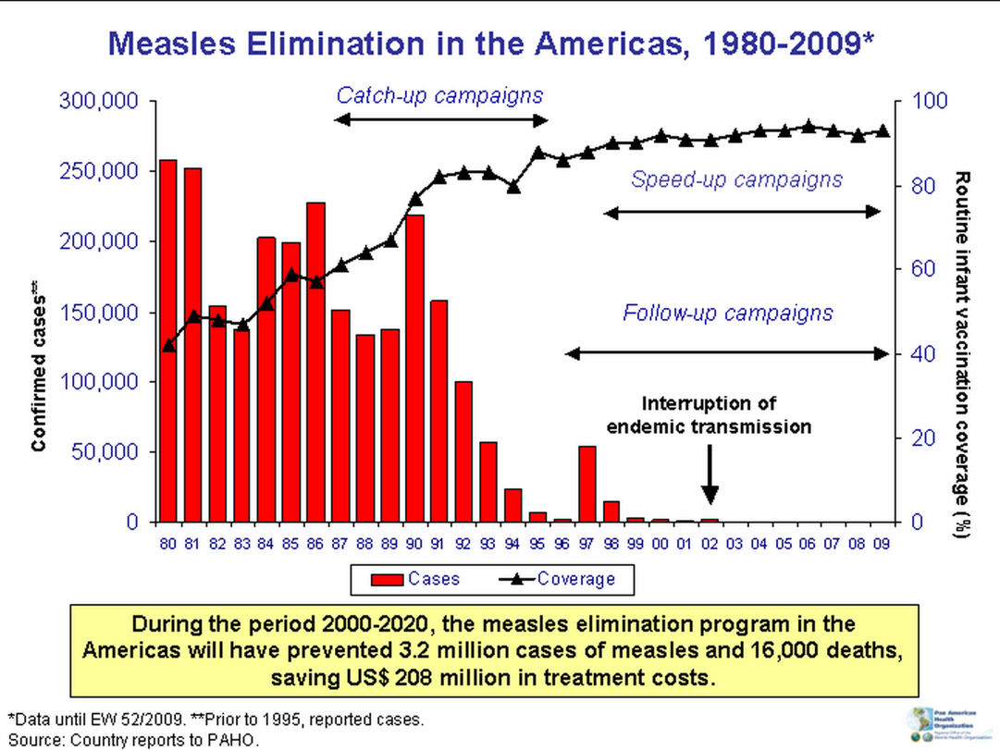 Measles Elimination in the Americas, 1980-2009*
Catch-up campaigns
Speed-up campaigns
Follow-up campaigns
Interruption of
endemic transmission
Confirmed cases**
300,000
250,000
200,000
150,000
100,000
50,000
0
100
80
60
40
20
0
Routine infant vaccination coverage (%)
80 81 82 83 84 85 86 87 88 89 90 91 92 93 94 95 96 97 98 99 00 01 02 03 04 05 06 07 08 09
Cases Coverage
During the period 2000-2020, the measles elimination program in the
Americas will have prevented 3.2 million cases of measles and 16,000 deaths,
saving US$ 208 million in treatment costs.
*Data until EW 52/2009. **Prior to 1995, reported cases.
Source: Country reports to PAHO.
Pan American
Health
Organization